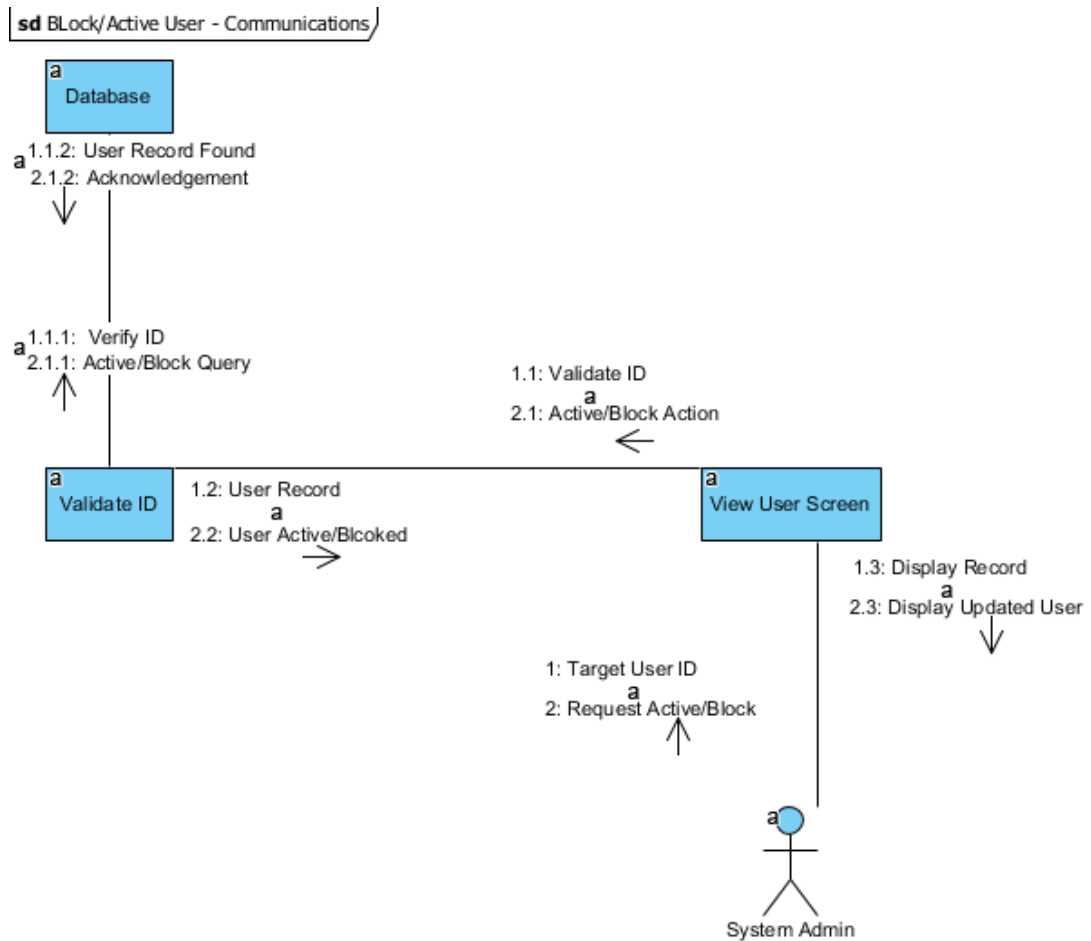 sd BLock/Active User - Communications
a
Database
1.1.2: User Record Found
a
2.1.2: Acknowledgement
1.1.1: Verify ID
a
2.1.1: Active/Block Query
1.1: Validate ID
a
2.1: Active/Block Action
a
Validate ID
1.2: User Record
a
2.2: User Active/Blcoked
a
View User Screen
1.3: Display Record
a
2.3: Display Updated User
1: Target User ID
a
2: Request Active/Block
a
System Admin